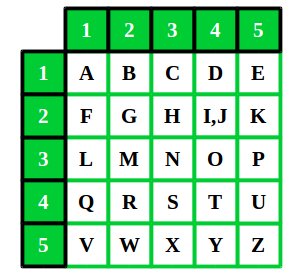 1 2 3 4 5
1 A B C D E
2 F G H I,J K
3 L M N O P
4 Q R S T U
5 V W X Y Z